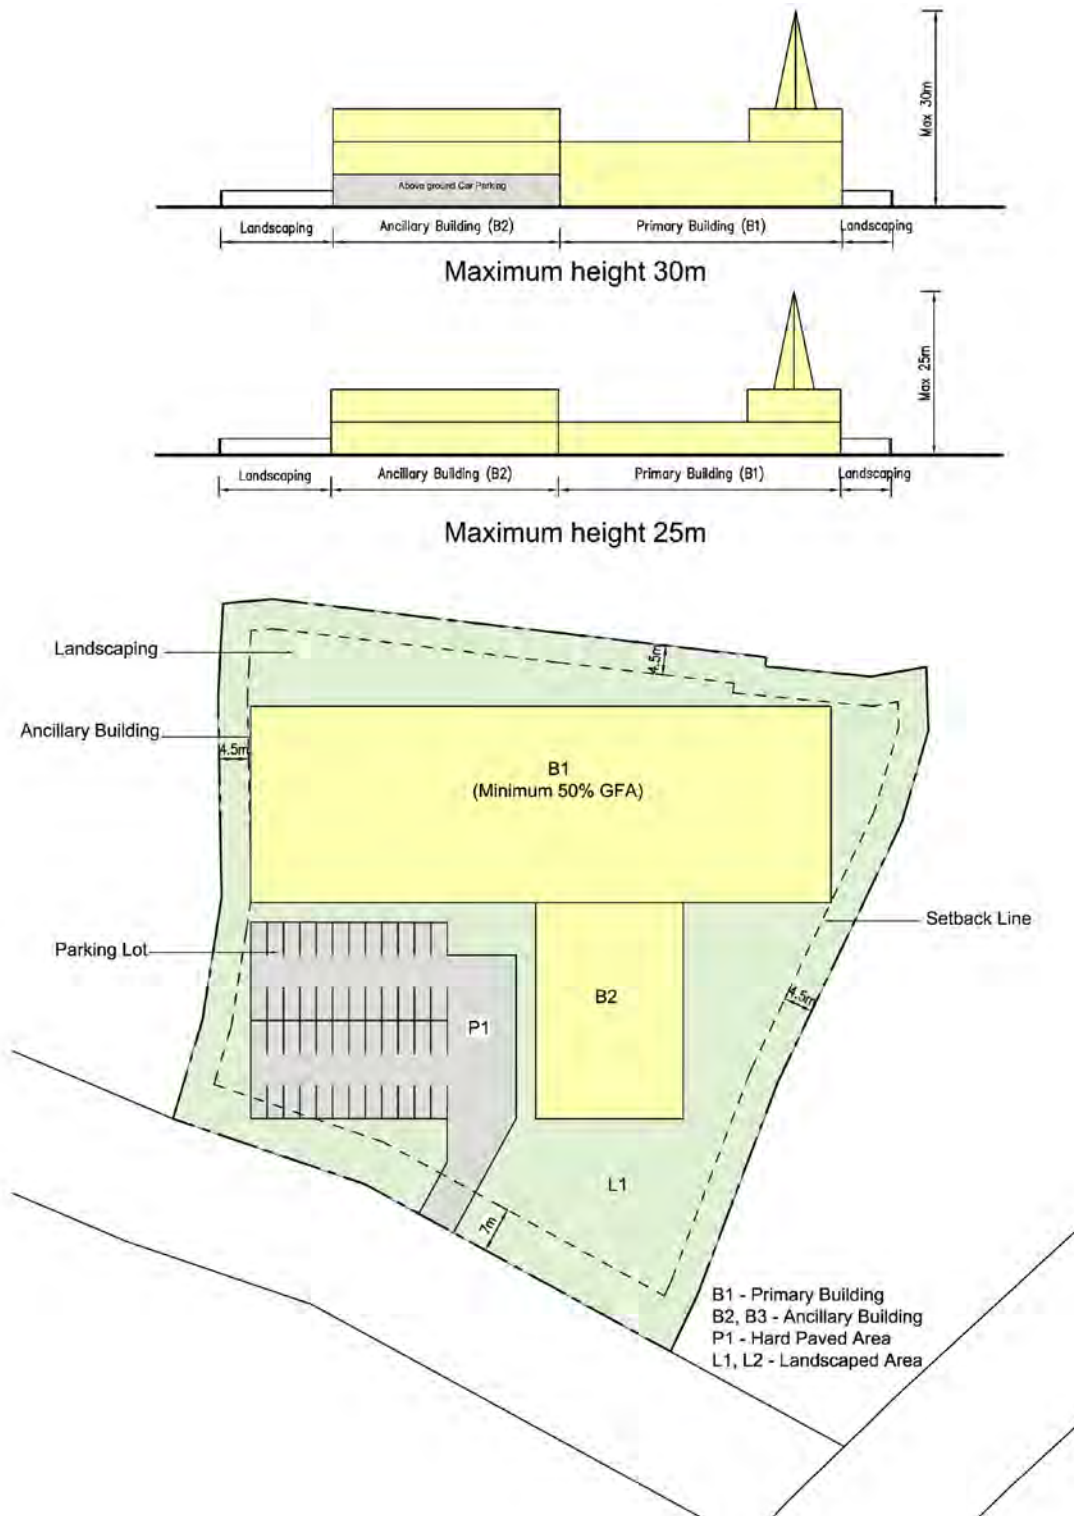 Max 30m
Above ground Car Parking
Landscaping
Ancillary Building (B2)
Primary Building (B1)
Landscaping
Maximum height 30m
Max 25m
Landscaping
Ancillary Building (B2)
Primary Building (B1)
Landscaping
Maximum height 25m
Landscaping
4.5m
Ancillary Building
4.5m
B1
(Minimum 50% GFA)
Setback Line
Parking Lot
4.5m
B2
P1
L1
7m
B1 - Primary Building
B2, B3 - Ancillary Building
P1 - Hard Paved Area
L1, L2 - Landscaped Area